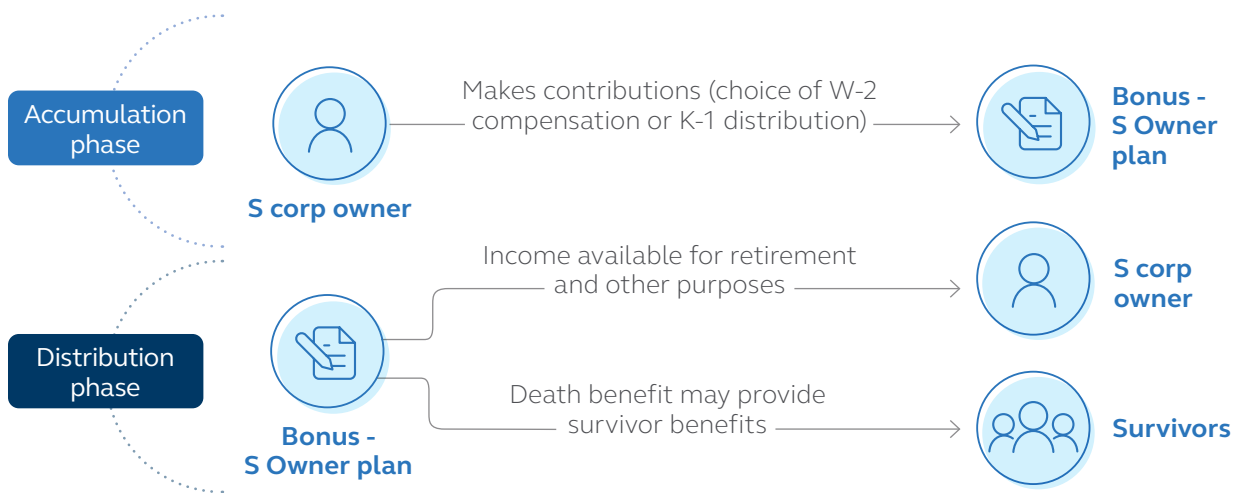 Accumulation
phase
S corp owner
Makes contributions (choice of W-2
compensation or K-1 distribution)
Bonus -
S Owner
plan
Distribution
phase
Bonus -
S Owner plan
Income available for retirement
and other purposes
S corp
owner
Death benefit may provide
survivor benefits
Survivors